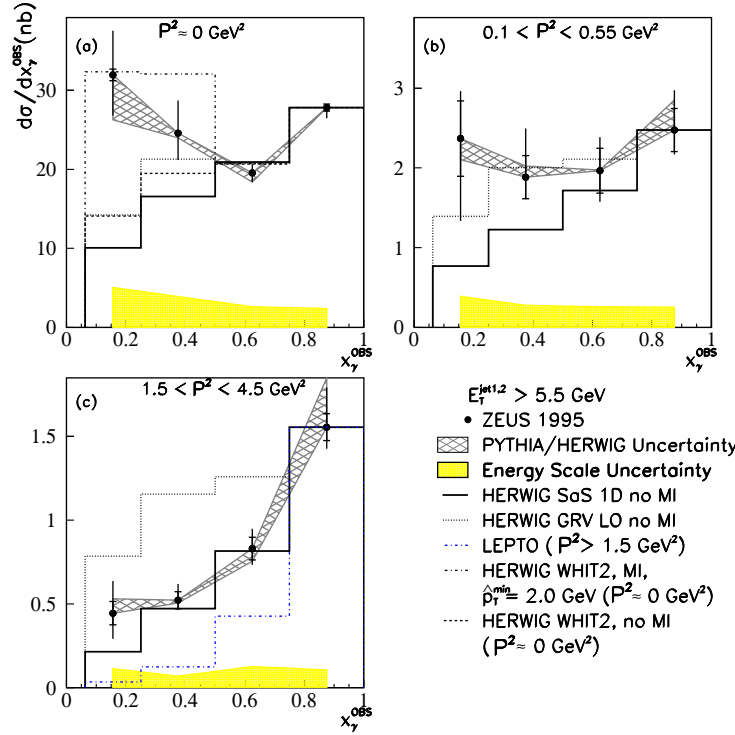 dσ/dxγ^OBS (nb)
(a)
P² ≈ 0 GeV²
30
20
10
0
0 0.2 0.4 0.6 0.8 1
xγ^OBS
(b)
0.1 < P² < 0.55 GeV²
3
2
1
0
0 0.2 0.4 0.6 0.8 1
xγ^OBS
(c)
1.5 < P² < 4.5 GeV²
1.5
1
0.5
0
0 0.2 0.4 0.6 0.8 1
xγ^OBS
E_T^jet1,2 > 5.5 GeV
ZEUS 1995
PYTHIA/HERWIG Uncertainty
Energy Scale Uncertainty
HERWIG SaS 1D no MI
HERWIG GRV LO no MI
LEPTO (P² > 1.5 GeV²)
HERWIG WHIT2, MI,
p̂_T^min = 2.0 GeV (P² ≈ 0 GeV²)
HERWIG WHIT2, no MI
(P² ≈ 0 GeV²)